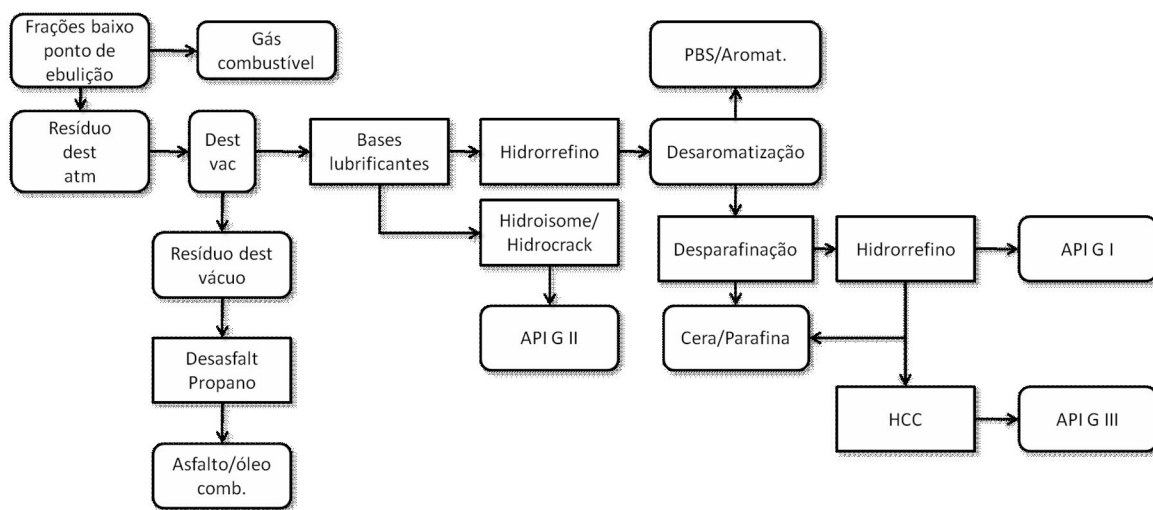 Frações baixo
ponto de
ebulição
Gás
combustível
PBS/Aromat.
Resíduo
dest
atm
Dest
vac
Bases
lubrificantes
Hidrorrefino
Desaromatização
Hidroisome/
Hidrocrack
Resíduo dest
vácuo
Desparafinação
Hidrorrefino
API G I
API G II
Cera/Parafina
Desasfalt
Propano
HCC
API G III
Asfalto/óleo
comb.